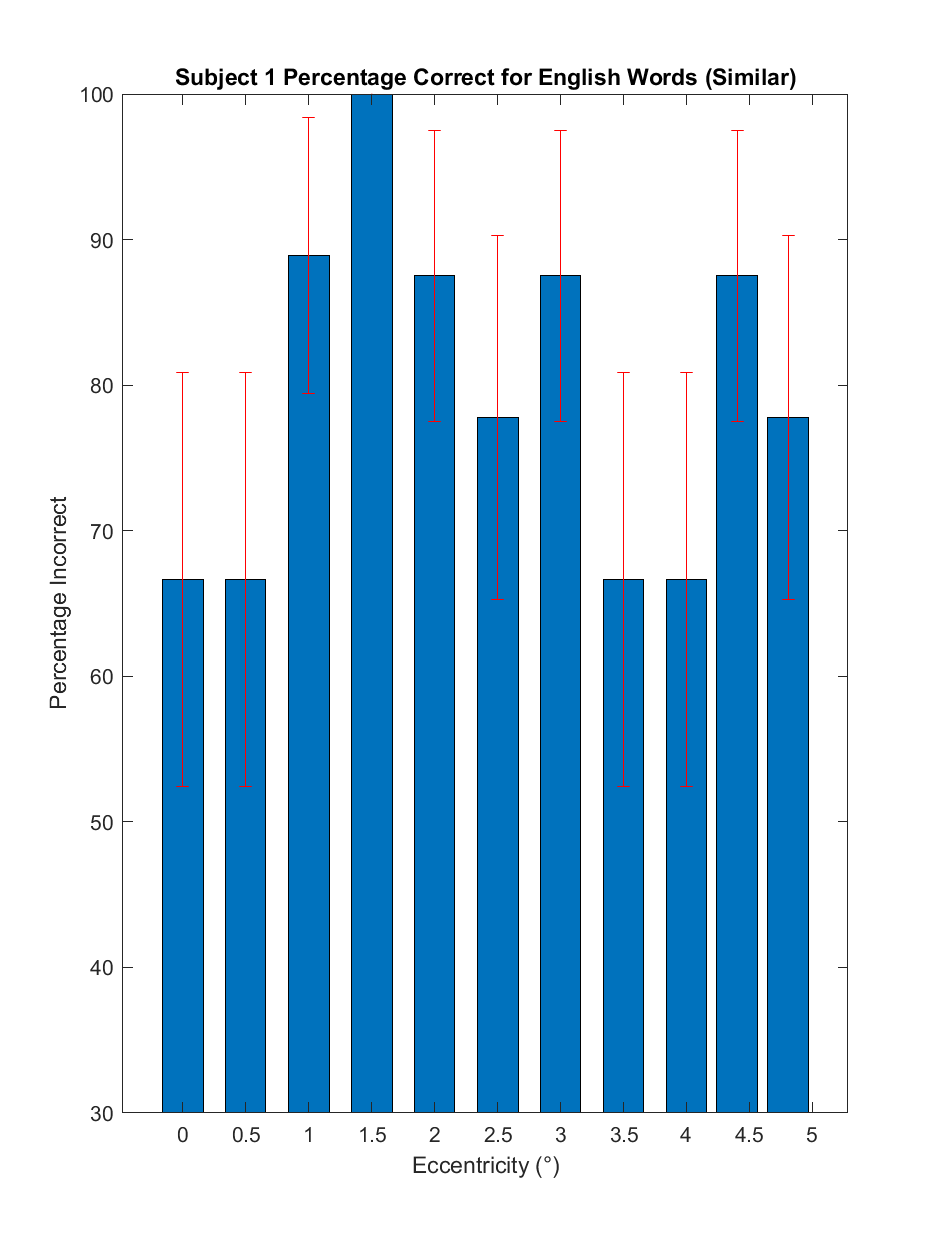 Subject 1 Percentage Correct for English Words (Similar)
100
90
80
70
60
50
40
30
Percentage Incorrect
0 0.5 1 1.5 2 2.5 3 3.5 4 4.5 5
Eccentricity (°)